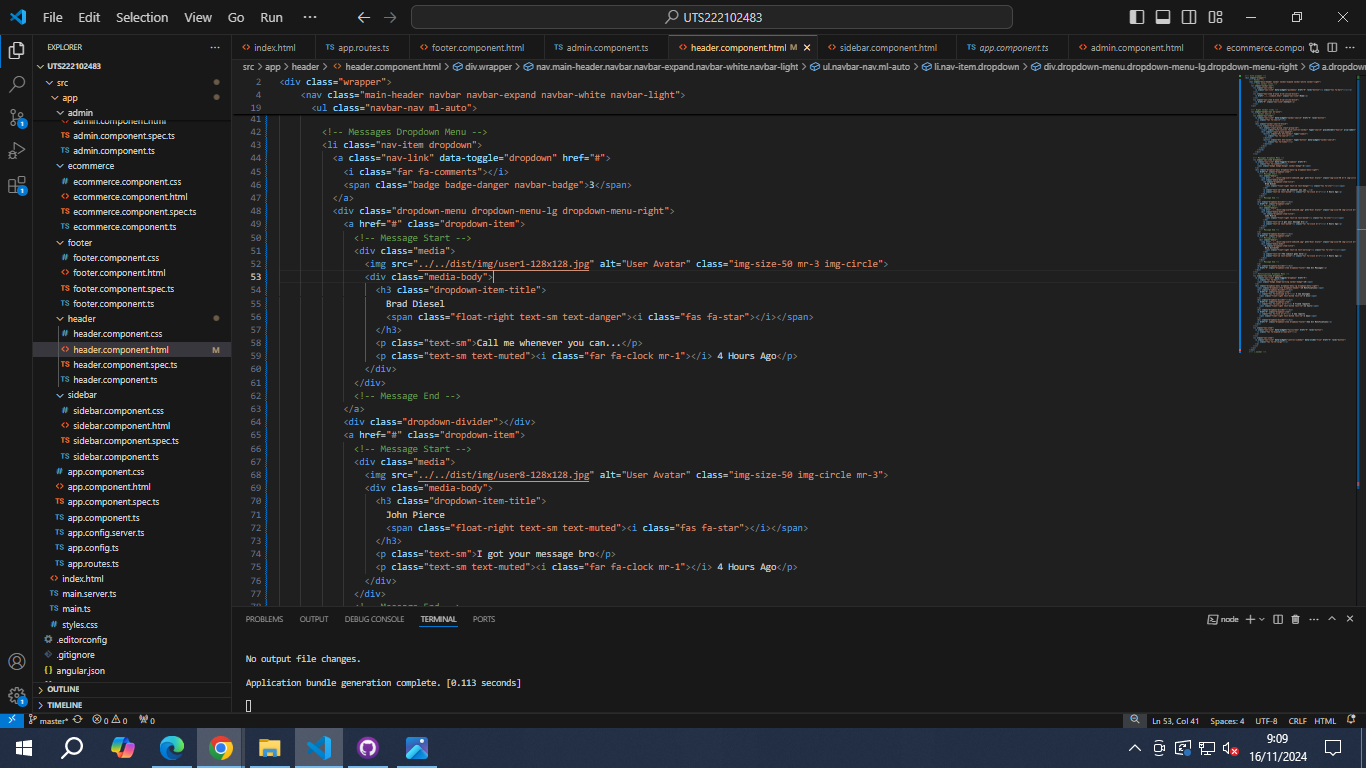 File Edit Selection View Go Run ··· UTS222102483
EXPLORER ···
index.html app.routes.ts footer.component.html admin.component.ts header.component.html M sidebar.component.html app.component.ts admin.component.html ecommerce.compo ···
UTS222102483
src > app > header > header.component.html > div.wrapper > nav.main-header.navbar.navbar-expand.navbar-white.navbar-light > ul.navbar-nav.ml-auto > li.nav-item.dropdown > div.dropdown-menu.dropdown-menu-lg.dropdown-menu-right > a.dropdow
src
app
admin
admin.component.html
TS admin.component.spec.ts
TS admin.component.ts
ecommerce
# ecommerce.component.css
ecommerce.component.html
TS ecommerce.component.spec.ts
TS ecommerce.component.ts
footer
# footer.component.css
footer.component.html
TS footer.component.spec.ts
TS footer.component.ts
header
# header.component.css
header.component.html M
TS header.component.spec.ts
TS header.component.ts
sidebar
# sidebar.component.css
sidebar.component.html
TS sidebar.component.spec.ts
TS sidebar.component.ts
# app.component.css
app.component.html
TS app.component.spec.ts
TS app.component.ts
TS app.config.server.ts
TS app.config.ts
TS app.routes.ts
index.html
TS main.server.ts
TS main.ts
# styles.css
.editorconfig
.gitignore
{} angular.json
OUTLINE
TIMELINE
2 <div class="wrapper">
4 <nav class="main-header navbar navbar-expand navbar-white navbar-light">
19 <ul class="navbar-nav ml-auto">
41
42 <!-- Messages Dropdown Menu -->
43 <li class="nav-item dropdown">
44 <a class="nav-link" data-toggle="dropdown" href="#">
45 <i class="far fa-comments"></i>
46 <span class="badge badge-danger navbar-badge">3</span>
47 </a>
48 <div class="dropdown-menu dropdown-menu-lg dropdown-menu-right">
49 <a href="#" class="dropdown-item">
50 <!-- Message Start -->
51 <div class="media">
52 <img src="../../dist/img/user1-128x128.jpg" alt="User Avatar" class="img-size-50 mr-3 img-circle">
53 <div class="media-body">
54 <h3 class="dropdown-item-title">
55 Brad Diesel
56 <span class="float-right text-sm text-danger"><i class="fas fa-star"></i></span>
57 </h3>
58 <p class="text-sm">Call me whenever you can...</p>
59 <p class="text-sm text-muted"><i class="far fa-clock mr-1"></i> 4 Hours Ago</p>
60 </div>
61 </div>
62 <!-- Message End -->
63 </a>
64 <div class="dropdown-divider"></div>
65 <a href="#" class="dropdown-item">
66 <!-- Message Start -->
67 <div class="media">
68 <img src="../../dist/img/user8-128x128.jpg" alt="User Avatar" class="img-size-50 img-circle mr-3">
69 <div class="media-body">
70 <h3 class="dropdown-item-title">
71 John Pierce
72 <span class="float-right text-sm text-muted"><i class="fas fa-star"></i></span>
73 </h3>
74 <p class="text-sm">I got your message bro</p>
75 <p class="text-sm text-muted"><i class="far fa-clock mr-1"></i> 4 Hours Ago</p>
76 </div>
77 </div>
78 <!-- Message End -->
PROBLEMS OUTPUT DEBUG CONSOLE TERMINAL PORTS node ···
No output file changes.
Application bundle generation complete. [0.113 seconds]
master* 0 0 0 Ln 53, Col 41 Spaces: 4 UTF-8 CRLF HTML
9:09
16/11/2024